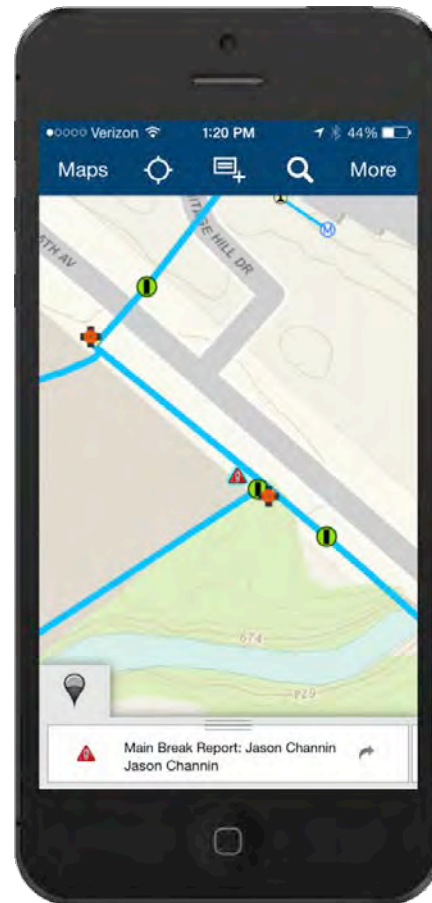 Verizon 1:20 PM 44%
Maps More
ITAGE HILL DR
TH AV
M
674
Main Break Report: Jason Channin
Jason Channin